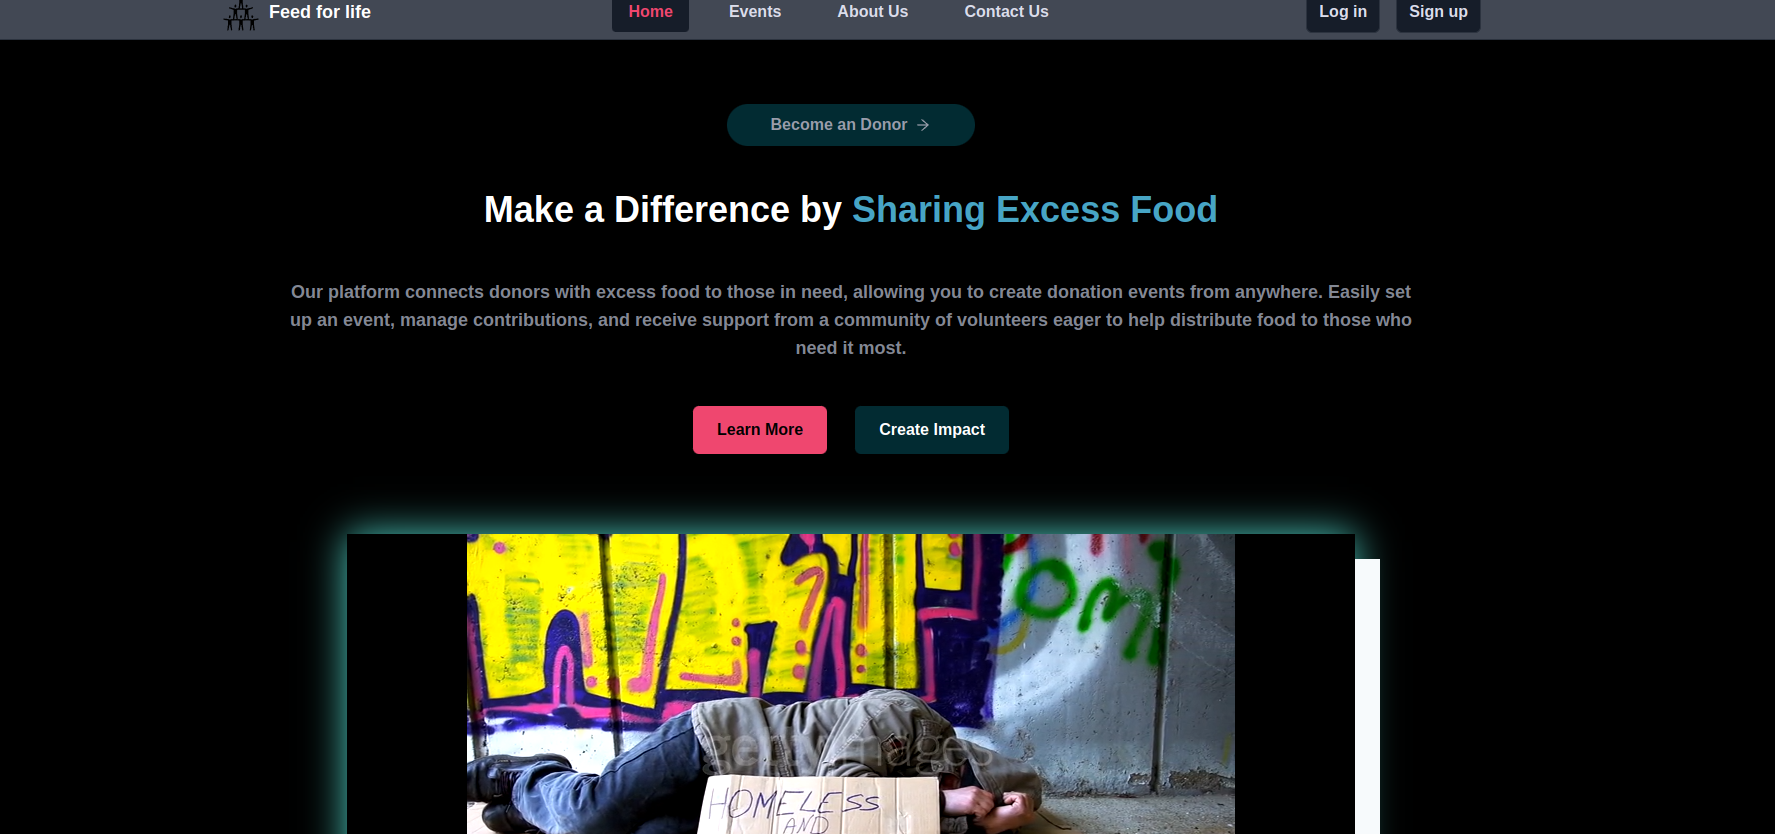 Feed for life
Home
Events
About Us
Contact Us
Log in
Sign up
Become an Donor
Make a Difference by Sharing Excess Food
Our platform connects donors with excess food to those in need, allowing you to create donation events from anywhere. Easily set
up an event, manage contributions, and receive support from a community of volunteers eager to help distribute food to those who
need it most.
Learn More
Create Impact
gettyimages
HOMELESS
AND